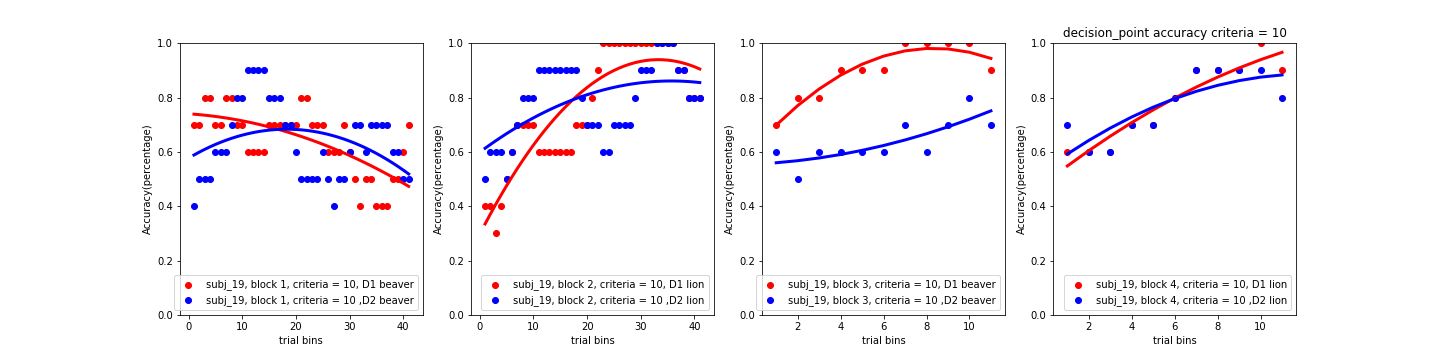 decision_point accuracy criteria = 10
1.0
0.8
0.6
0.4
0.2
0.0
Accuracy(percentage)
subj_19, block 1, criteria = 10, D1 beaver
subj_19, block 1, criteria = 10 ,D2 beaver
0 10 20 30 40
trial bins
1.0
0.8
0.6
0.4
0.2
0.0
Accuracy(percentage)
subj_19, block 2, criteria = 10, D1 lion
subj_19, block 2, criteria = 10 ,D2 lion
0 10 20 30 40
trial bins
1.0
0.8
0.6
0.4
0.2
0.0
Accuracy(percentage)
subj_19, block 3, criteria = 10, D1 beaver
subj_19, block 3, criteria = 10 ,D2 beaver
2 4 6 8 10
trial bins
1.0
0.8
0.6
0.4
0.2
0.0
Accuracy(percentage)
subj_19, block 4, criteria = 10, D1 lion
subj_19, block 4, criteria = 10 ,D2 lion
2 4 6 8 10
trial bins